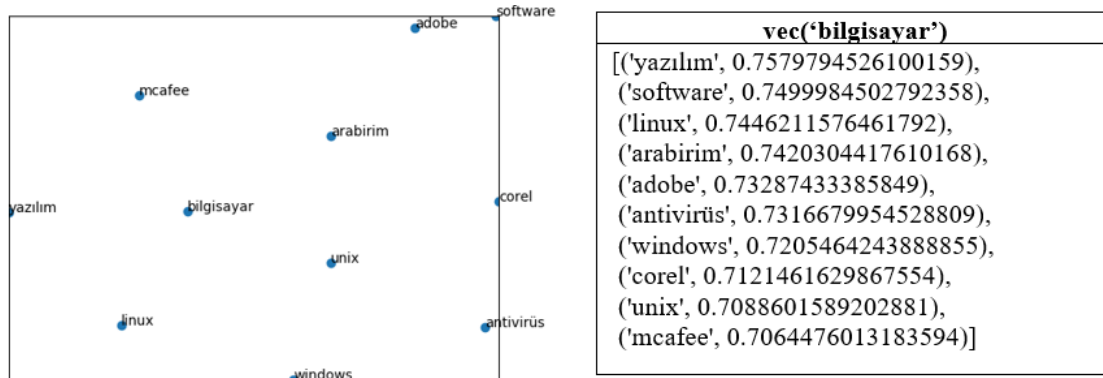 software
adobe
mcafee
arabirim
corel
yazılım
bilgisayar
unix
linux
antivirüs
windows
vec(‘bilgisayar’)
[('yazılım', 0.7579794526100159),
('software', 0.7499984502792358),
('linux', 0.7446211576461792),
('arabirim', 0.7420304417610168),
('adobe', 0.73287433385849),
('antivirüs', 0.7316679954528809),
('windows', 0.7205464243888855),
('corel', 0.7121461629867554),
('unix', 0.7088601589202881),
('mcafee', 0.7064476013183594)]